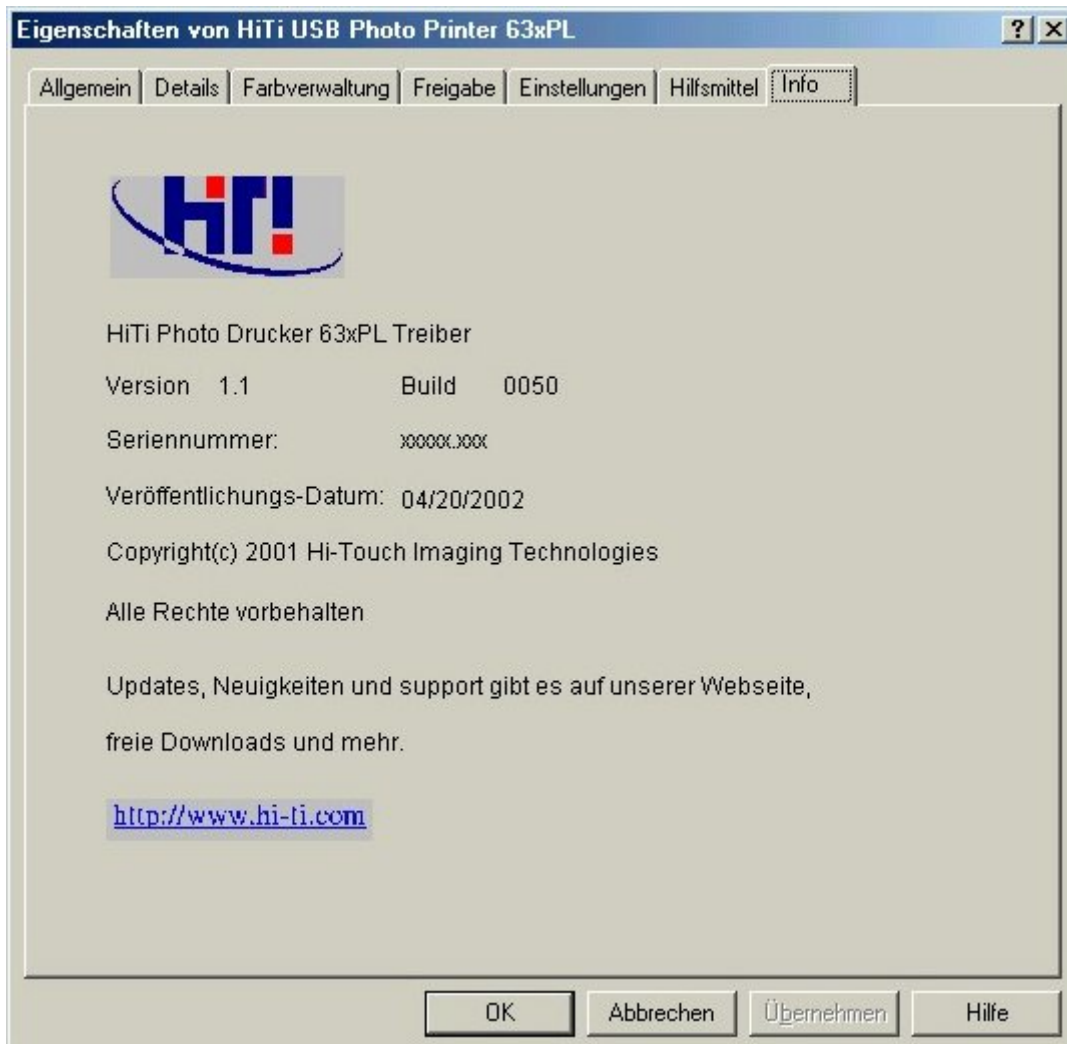 Eigenschaften von HiTi USB Photo Printer 63xPL
Allgemein Details Farbverwaltung Freigabe Einstellungen Hilfsmittel Info
HiTi
HiTi Photo Drucker 63xPL Treiber
Version 1.1 Build 0050
Seriennummer: xxxxxx.xxx
Veröffentlichungs-Datum: 04/20/2002
Copyright(c) 2001 Hi-Touch Imaging Technologies
Alle Rechte vorbehalten
Updates, Neuigkeiten und support gibt es auf unserer Webseite,
freie Downloads und mehr.
http://www.hi-ti.com
OK Abbrechen Übernehmen Hilfe